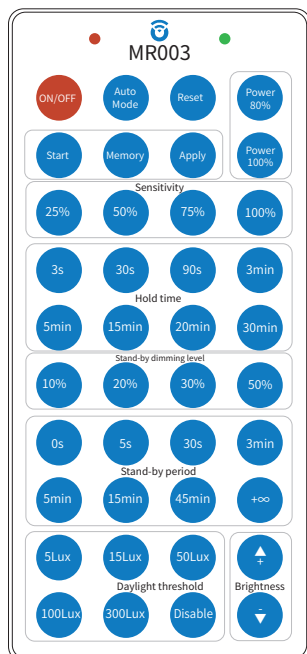 MR003
ON/OFF
Auto
Mode
Reset
Power
80%
Start
Memory
Apply
Power
100%
Sensitivity
25%
50%
75%
100%
3s
30s
90s
3min
Hold time
5min
15min
20min
30min
Stand-by dimming level
10%
20%
30%
50%
0s
5s
30s
3min
Stand-by period
5min
15min
45min
+∞
5Lux
15Lux
50Lux
+
Daylight threshold
Brightness
100Lux
300Lux
Disable
-